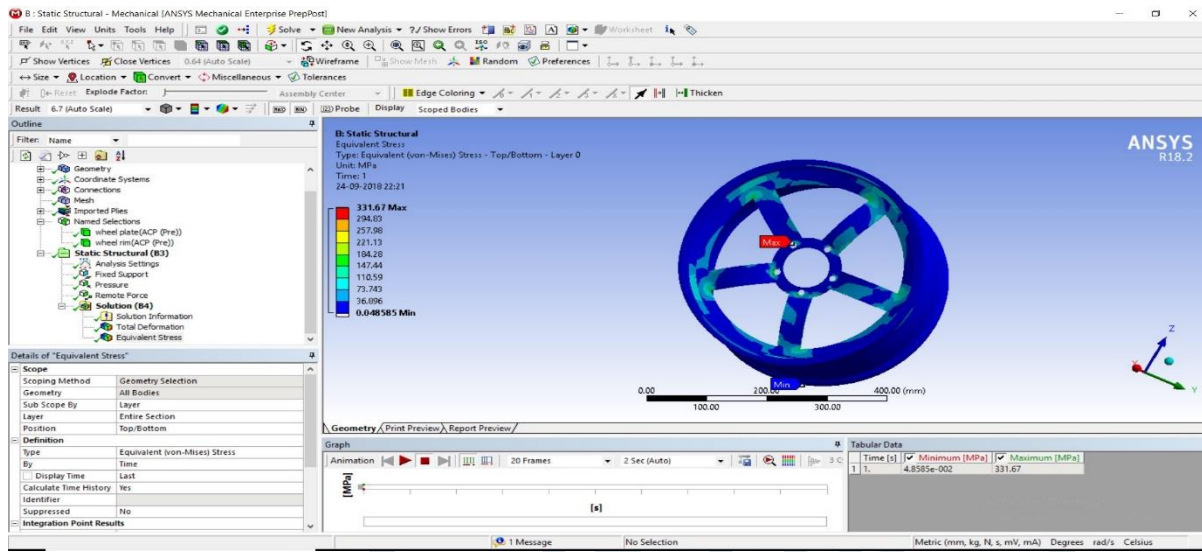 B : Static Structural - Mechanical [ANSYS Mechanical Enterprise PrepPost]
File Edit View Units Tools Help Solve New Analysis ?/ Show Errors Worksheet
Show Vertices Close Vertices 0.64 (Auto Scale) Wireframe Show Mesh Random Preferences
Size Location Convert Miscellaneous Tolerances
Reset Explode Factor: Assembly Center Edge Coloring Thicken
Result 6.7 (Auto Scale) Probe Display Scoped Bodies
Outline
Filter: Name
Geometry
Coordinate Systems
Connections
Mesh
Imported Plies
Named Selections
wheel plate(ACP (Pre))
wheel rim(ACP (Pre))
Static Structural (B3)
Analysis Settings
Fixed Support
Pressure
Remote Force
Solution (B4)
Solution Information
Total Deformation
Equivalent Stress
Details of "Equivalent Stress"
Scope
Scoping Method Geometry Selection
Geometry All Bodies
Sub Scope By Layer
Layer Entire Section
Position Top/Bottom
Definition
Type Equivalent (von-Mises) Stress
By Time
Display Time Last
Calculate Time History Yes
Identifier
Suppressed No
Integration Point Results
B: Static Structural
Equivalent Stress
Type: Equivalent (von-Mises) Stress - Top/Bottom - Layer 0
Unit: MPa
Time: 1
24-09-2018 22:21
331.67 Max
294.83
257.98
221.13
184.28
147.44
110.59
73.743
36.896
0.048585 Min
ANSYS
R18.2
Max
Min
0.00 200.00 400.00 (mm)
100.00 300.00
Z
X
Y
Geometry Print Preview Report Preview
Graph
Animation 20 Frames 2 Sec (Auto) 3 C
[MPa]
[s]
Tabular Data
Time [s] Minimum [MPa] Maximum [MPa]
1 1. 4.8585e-002 331.67
1 Message No Selection Metric (mm, kg, N, s, mV, mA) Degrees rad/s Celsius